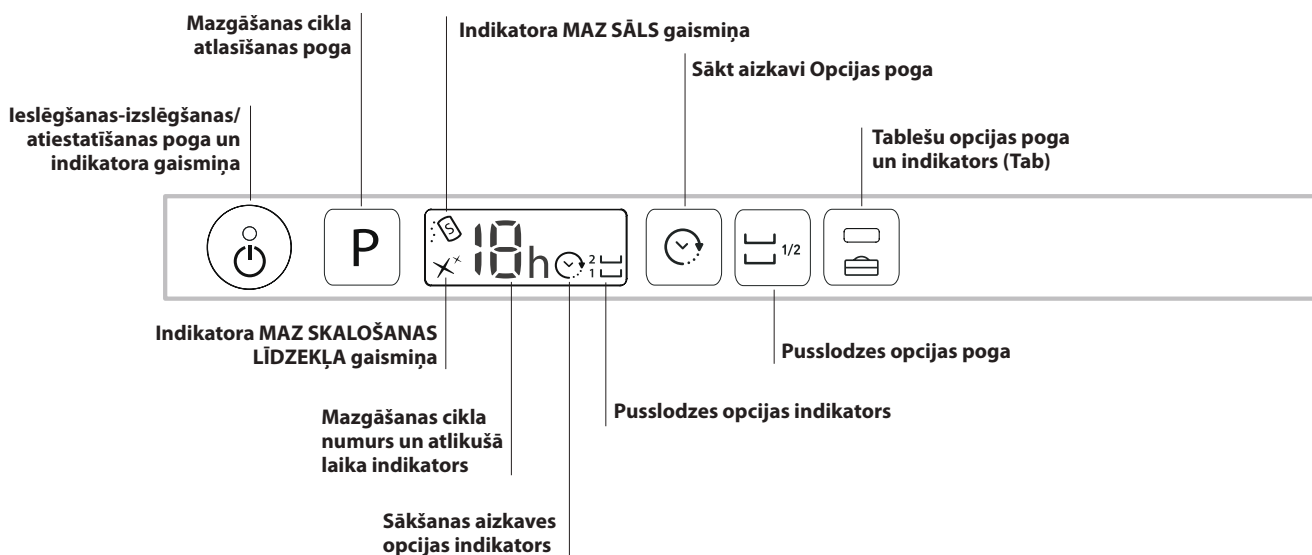 Mazgāšanas cikla
atlasīšanas poga
Indikatora MAZ SĀLS gaismiņa
Sākt aizkavi Opcijas poga
Ieslēgšanas-izslēgšanas/
atiestatīšanas poga un
indikatora gaismiņa
Tablešu opcijas poga
un indikators (Tab)
P
S
18h
2
1
1/2
Indikatora MAZ SKALOŠANAS
LĪDZEKĻA gaismiņa
Pusslodzes opcijas poga
Mazgāšanas cikla
numurs un atlikušā
laika indikators
Pusslodzes opcijas indikators
Sākšanas aizkaves
opcijas indikators